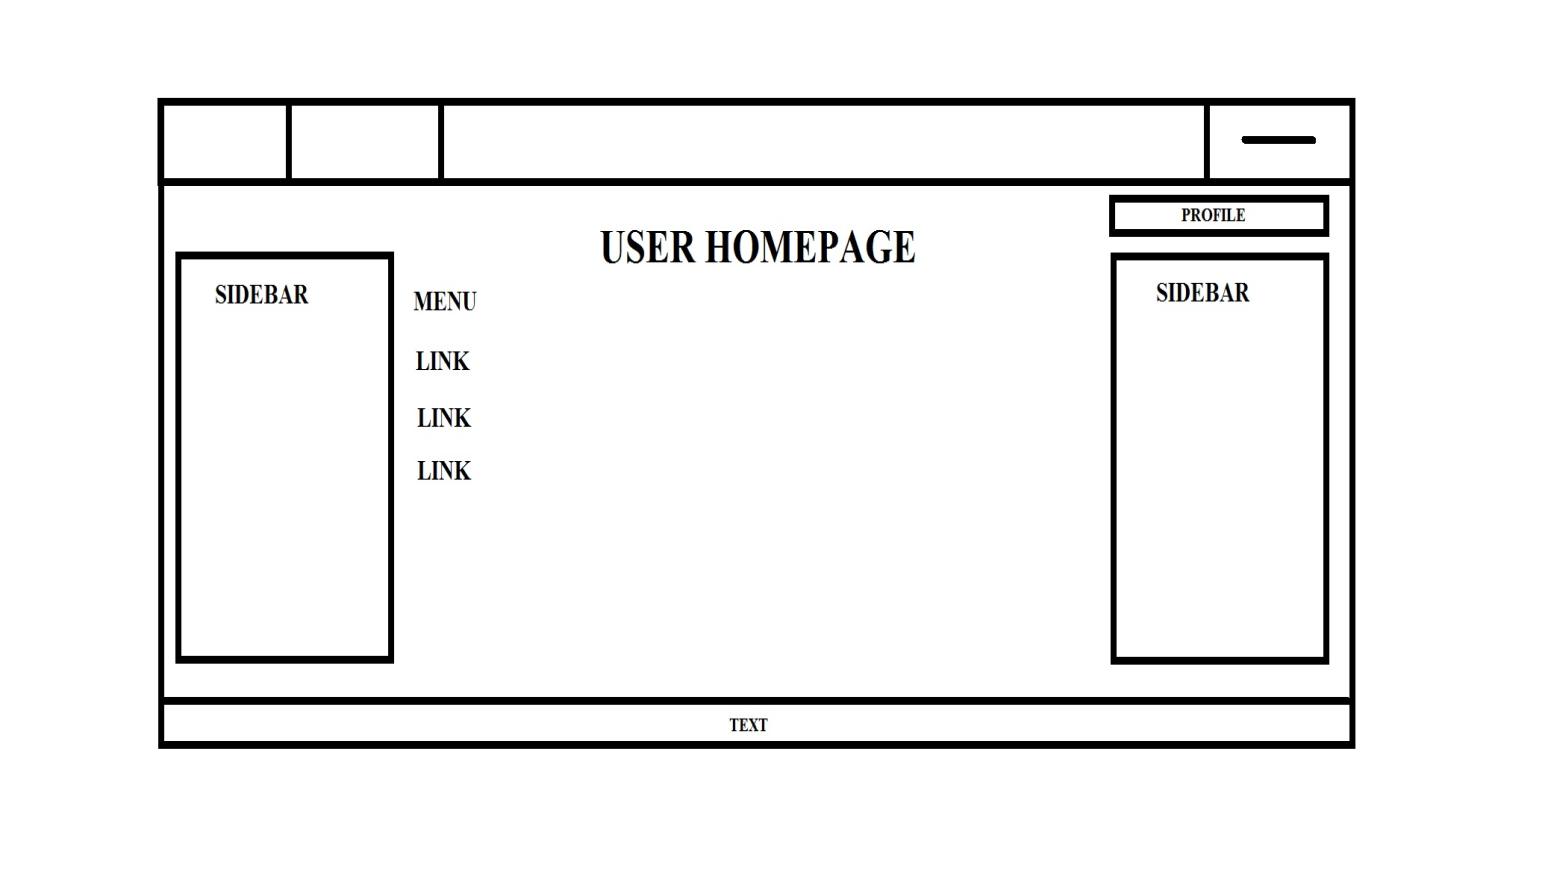 PROFILE
USER HOMEPAGE
SIDEBAR
MENU
LINK
LINK
LINK
SIDEBAR
TEXT